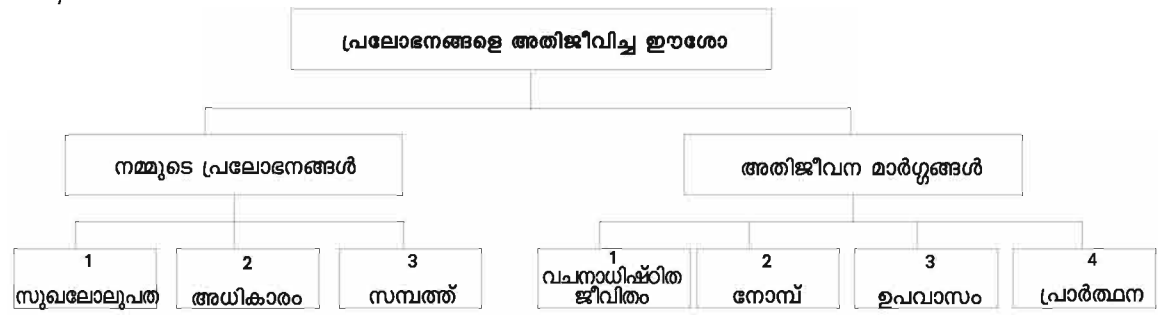 പ്രലോഭനങ്ങളെ അതിജീവിച്ച ഈശോ
നമ്മുടെ പ്രലോഭനങ്ങൾ
അതിജീവന മാർഗ്ഗങ്ങൾ
1
സുഖലോലുപത
2
അധികാരം
3
സമ്പത്ത്
1
വചനാധിഷ്ഠിത
ജീവിതം
2
നോമ്പ്
3
ഉപവാസം
4
പ്രാർത്ഥന